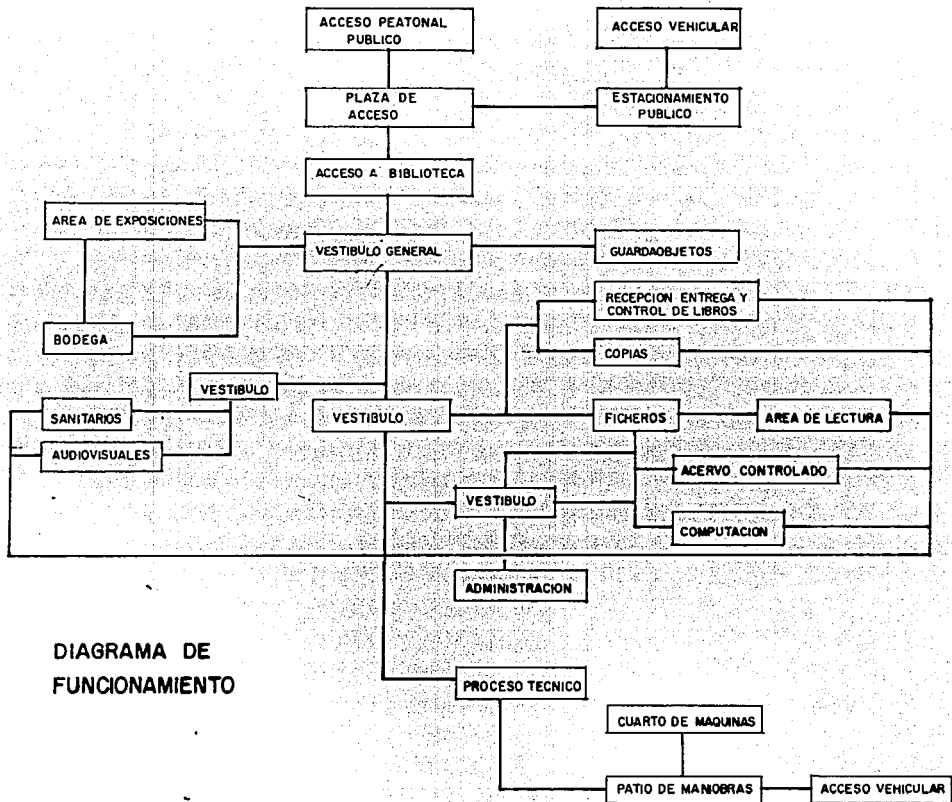 ACCESO PEATONAL
PUBLICO
ACCESO VEHICULAR
PLAZA DE
ACCESO
ESTACIONAMIENTO
PUBLICO
ACCESO A BIBLIOTECA
AREA DE EXPOSICIONES
VESTIBULO GENERAL
GUARDAOBJETOS
RECEPCION ENTREGA Y
CONTROL DE LIBROS
BODEGA
COPIAS
VESTIBULO
SANITARIOS
VESTIBULO
FICHEROS
AREA DE LECTURA
AUDIOVISUALES
ACERVO CONTROLADO
VESTIBULO
COMPUTACION
ADMINISTRACION
DIAGRAMA DE
FUNCIONAMIENTO
PROCESO TECNICO
CUARTO DE MAQUINAS
PATIO DE MANIOBRAS
ACCESO VEHICULAR